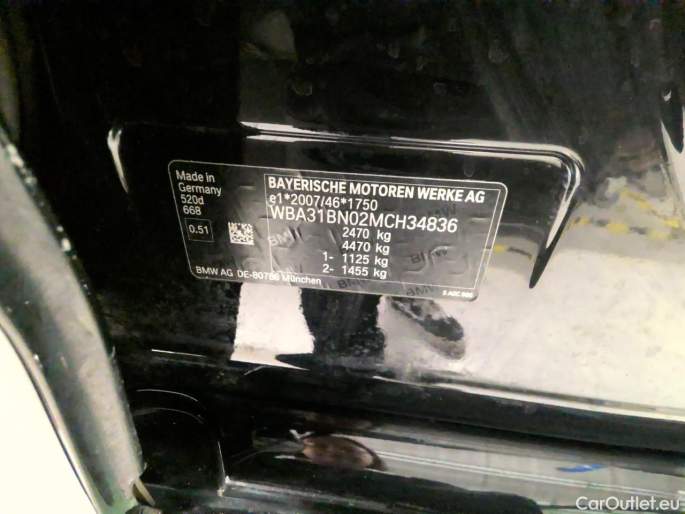 Made in
Germany
520d
668
0.51
BAYERISCHE MOTOREN WERKE AG
e1*2007/46*1750
WBA31BN02MCH34836
2470 kg
4470 kg
1- 1125 kg
2- 1455 kg
BMW AG DE-80788 München
CarOutlet.eu